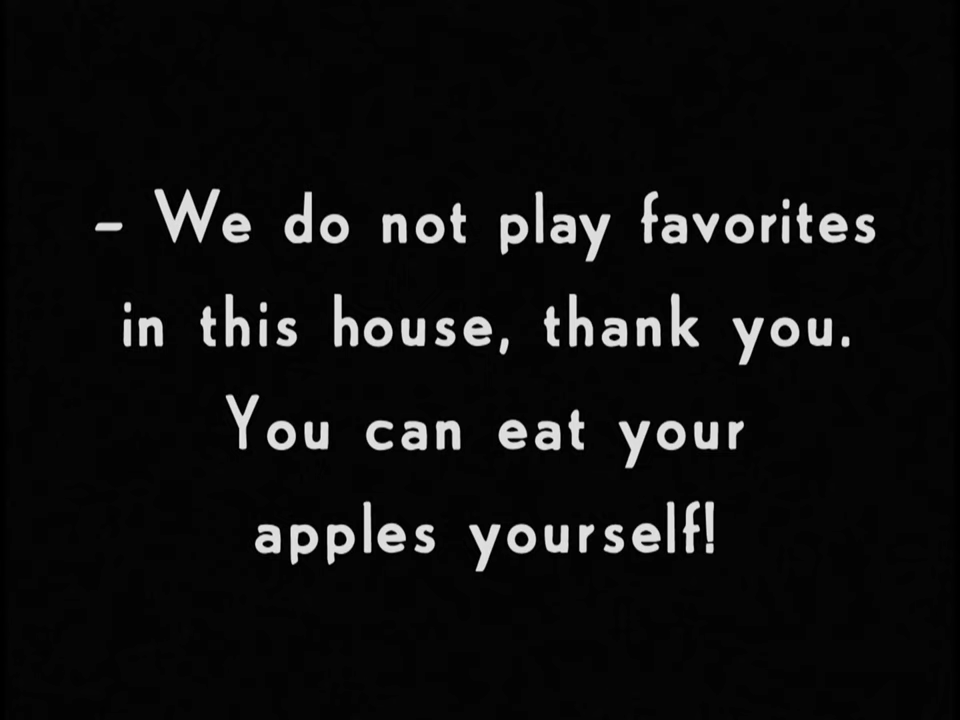 – We do not play favorites
in this house, thank you.
You can eat your
apples yourself!